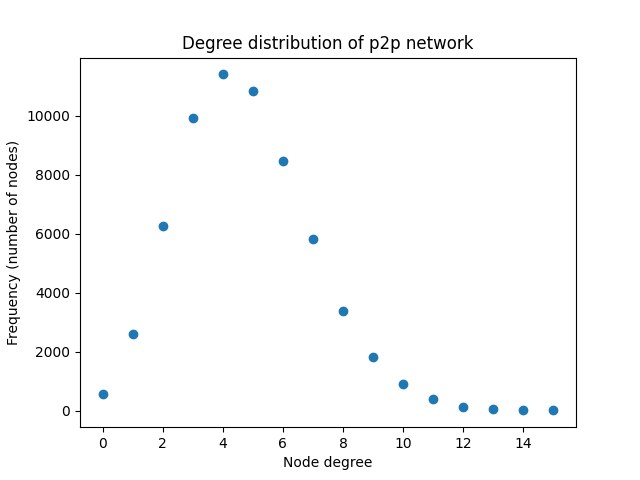 Degree distribution of p2p network
10000
8000
6000
4000
2000
0
Frequency (number of nodes)
0 2 4 6 8 10 12 14
Node degree